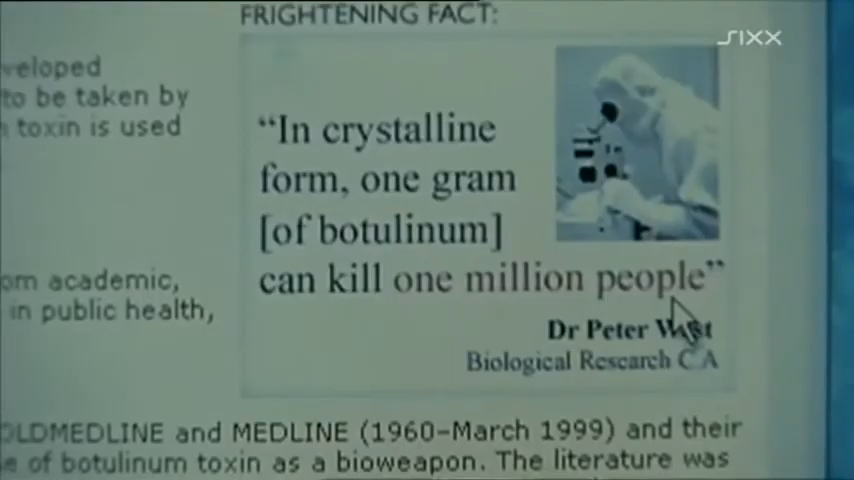 FRIGHTENING FACT:
sixx
veloped
to be taken by
toxin is used
"In crystalline
form, one gram
[of botulinum]
can kill one million people"
om academic,
in public health,
Dr Peter West
Biological Research C A
OLDMEDLINE and MEDLINE (1960–March 1999) and their
e of botulinum toxin as a bioweapon. The literature was